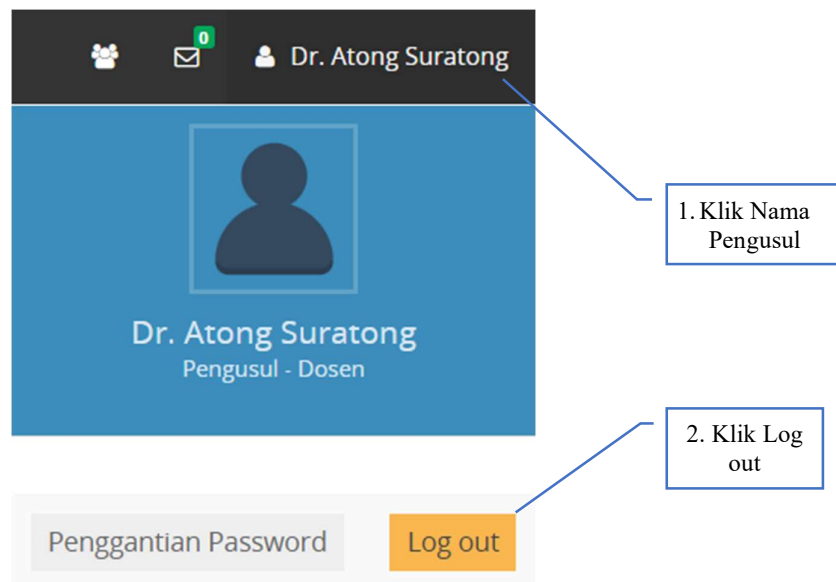 0
Dr. Atong Suratong
1. Klik Nama
Pengusul
Dr. Atong Suratong
Pengusul - Dosen
2. Klik Log
out
Penggantian Password
Log out